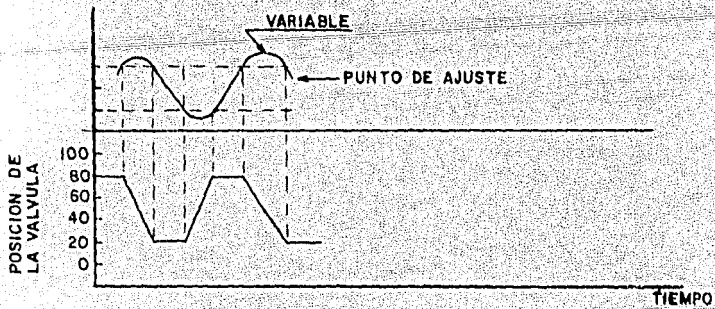 VARIABLE
PUNTO DE AJUSTE
POSICION DE
LA VALVULA
100
80
60
40
20
0
TIEMPO